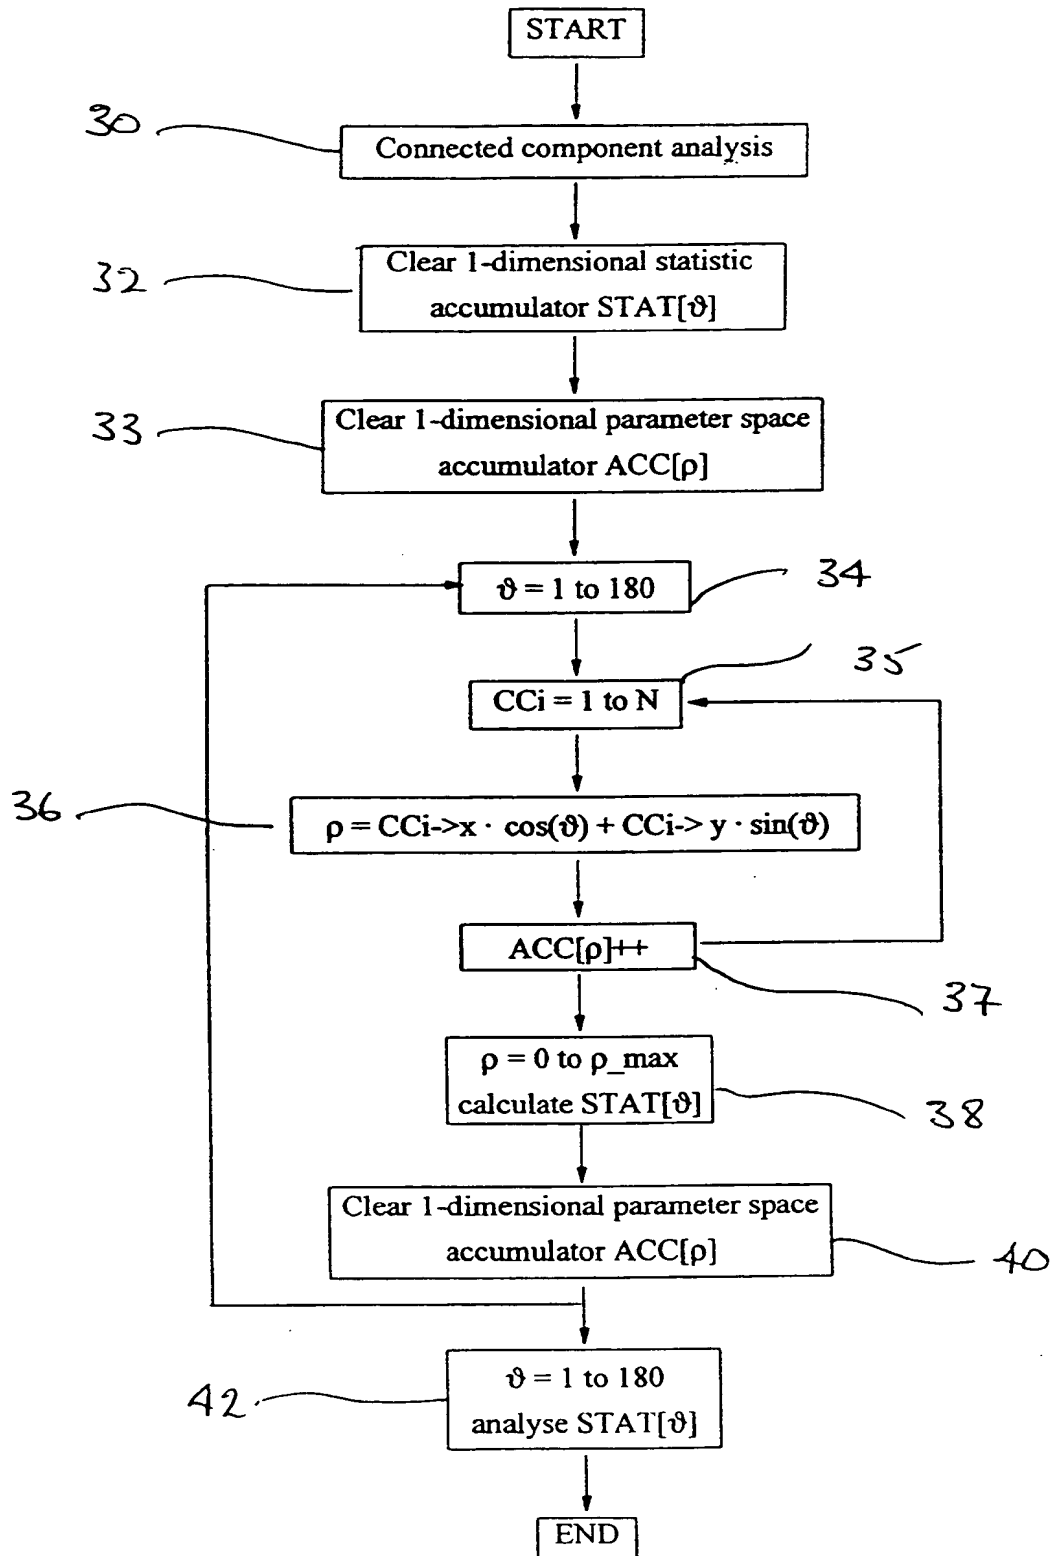 START
30
Connected component analysis
32
Clear 1-dimensional statistic
accumulator STAT[ϑ]
33
Clear 1-dimensional parameter space
accumulator ACC[ρ]
ϑ = 1 to 180
34
35
CCi = 1 to N
36
ρ = CCi->x · cos(ϑ) + CCi-> y · sin(ϑ)
ACC[ρ]++
37
ρ = 0 to ρ_max
calculate STAT[ϑ]
38
Clear 1-dimensional parameter space
accumulator ACC[ρ]
40
ϑ = 1 to 180
analyse STAT[ϑ]
42
END